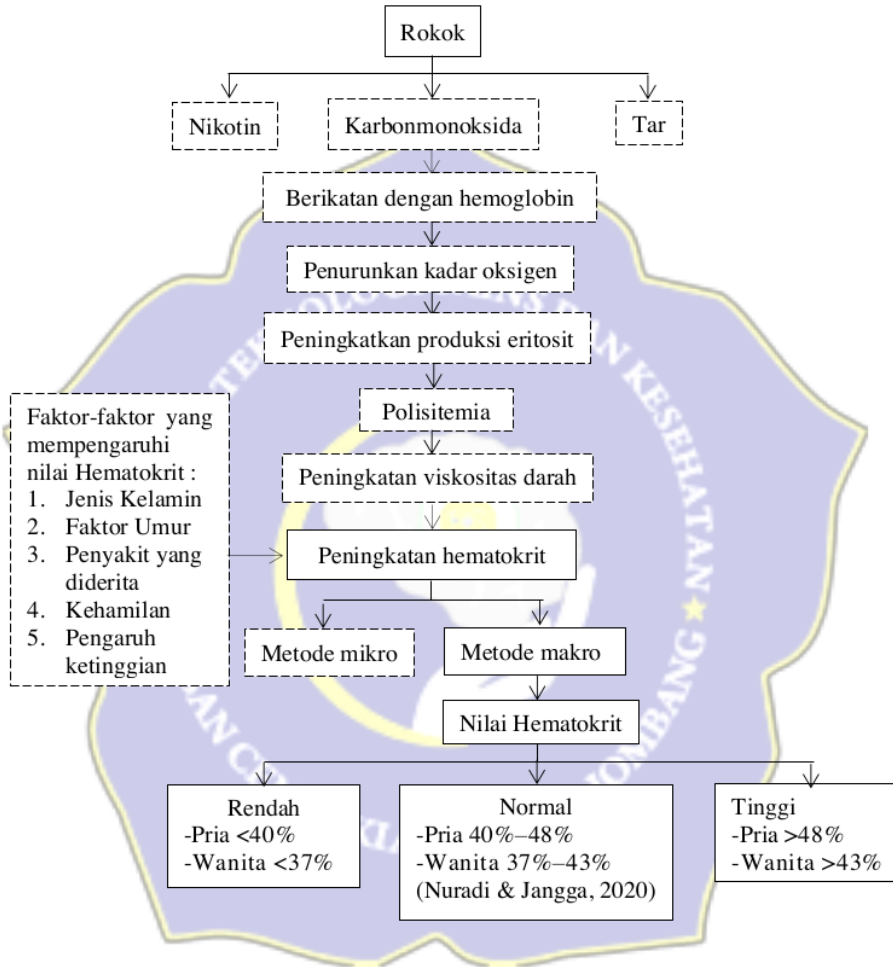 Rokok
Nikotin
Karbonmonoksida
Tar
Berikatan dengan hemoglobin
Penurunkan kadar oksigen
Peningkatkan produksi eritosit
Polisitemia
Peningkatan viskositas darah
Faktor-faktor yang
mempengaruhi
nilai Hematokrit :
1. Jenis Kelamin
2. Faktor Umur
3. Penyakit yang
diderita
4. Kehamilan
5. Pengaruh
ketinggian
Peningkatan hematokrit
Metode mikro
Metode makro
Nilai Hematokrit
Rendah
-Pria <40%
-Wanita <37%
Normal
-Pria 40%–48%
-Wanita 37%–43%
(Nuradi & Jangga, 2020)
Tinggi
-Pria >48%
-Wanita >43%
KESEHATAN